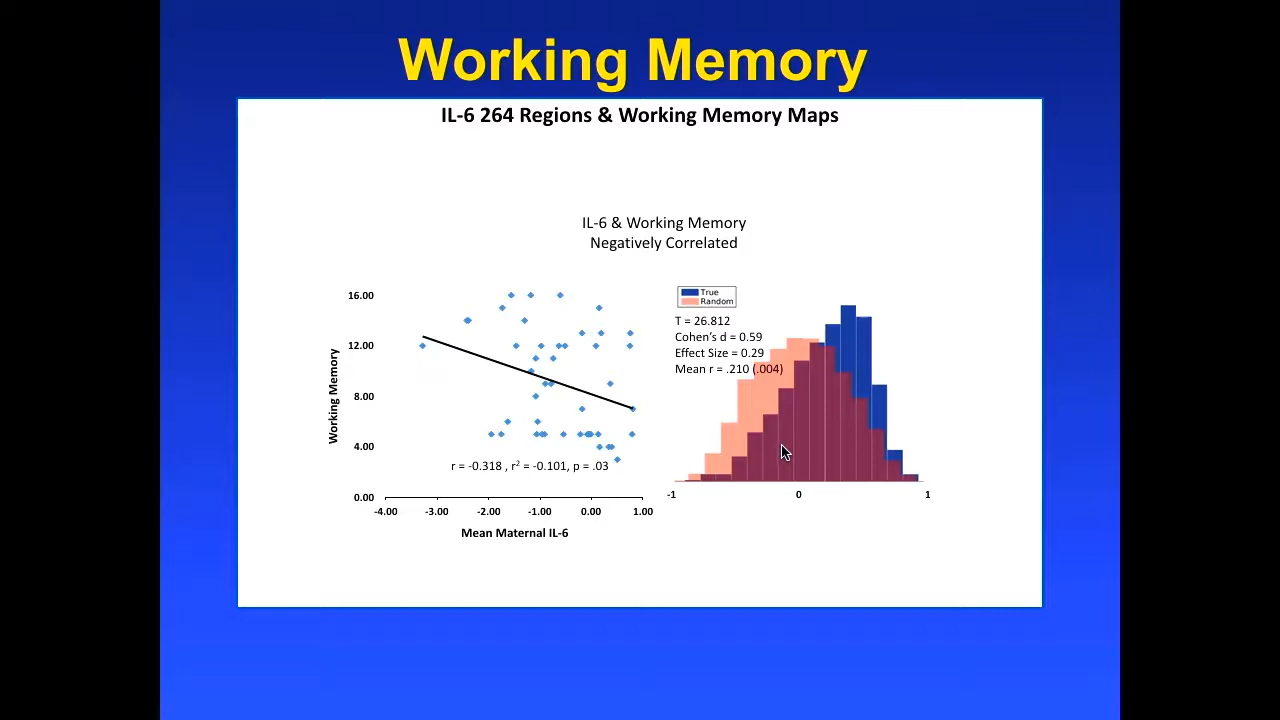 Working Memory
IL-6 264 Regions & Working Memory Maps
IL-6 & Working Memory
Negatively Correlated
16.00
12.00
8.00
4.00
0.00
Working Memory
r = -0.318 , r² = -0.101, p = .03
-4.00 -3.00 -2.00 -1.00 0.00 1.00
Mean Maternal IL-6
True
Random
T = 26.812
Cohen's d = 0.59
Effect Size = 0.29
Mean r = .210 (.004)
-1 0 1